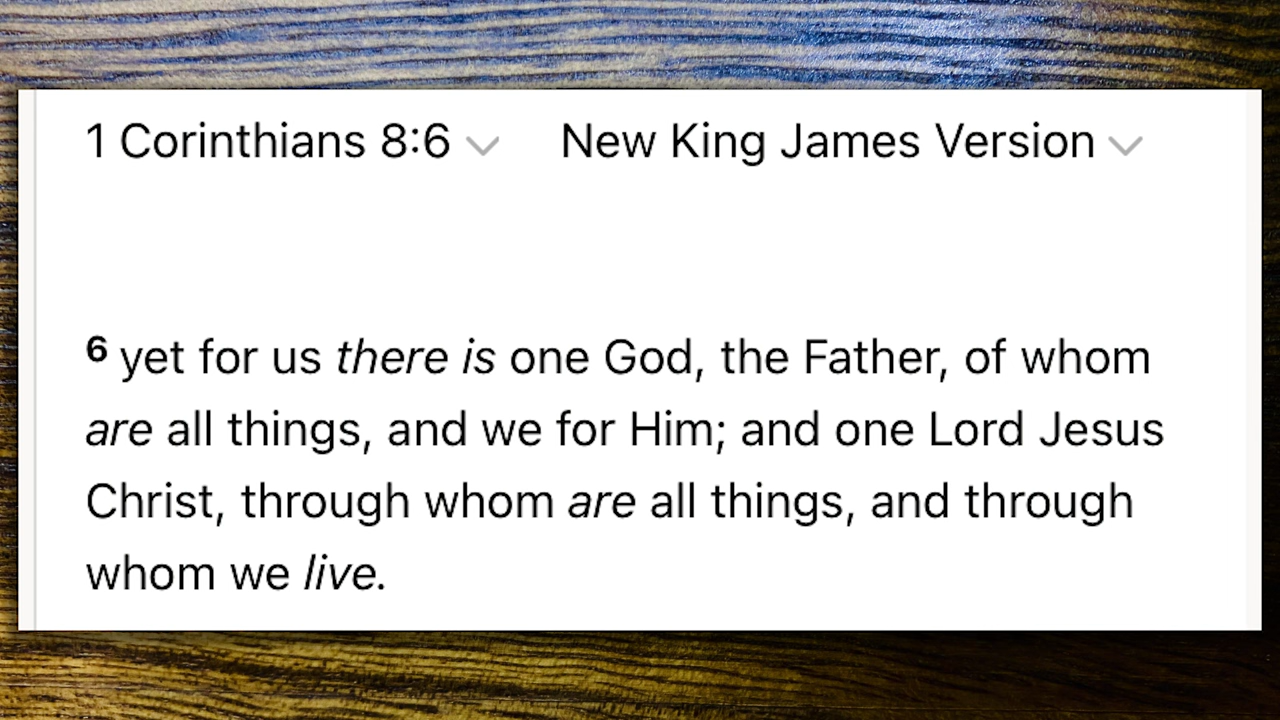 1 Corinthians 8:6 New King James Version
6 yet for us there is one God, the Father, of whom
are all things, and we for Him; and one Lord Jesus
Christ, through whom are all things, and through
whom we live.